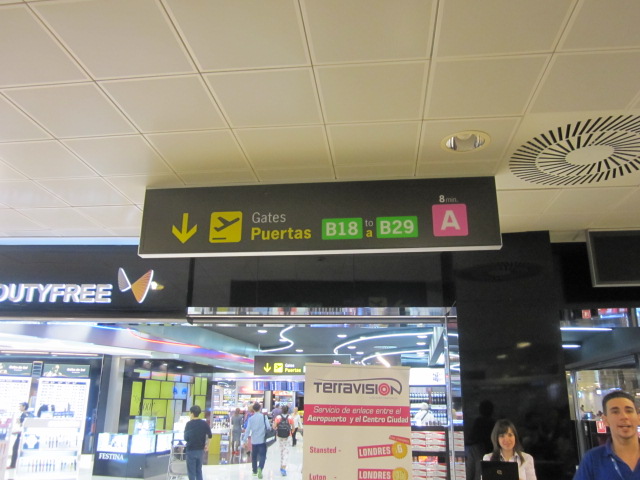 8 min.
Gates
Puertas B18 to a B29 A
DUTYFREE
TERRAVISION
Servicio de enlace entre el
Aeropuerto y el Centro Ciudad
Stansted - LONDRES
Luton LONDRES
FESTINA